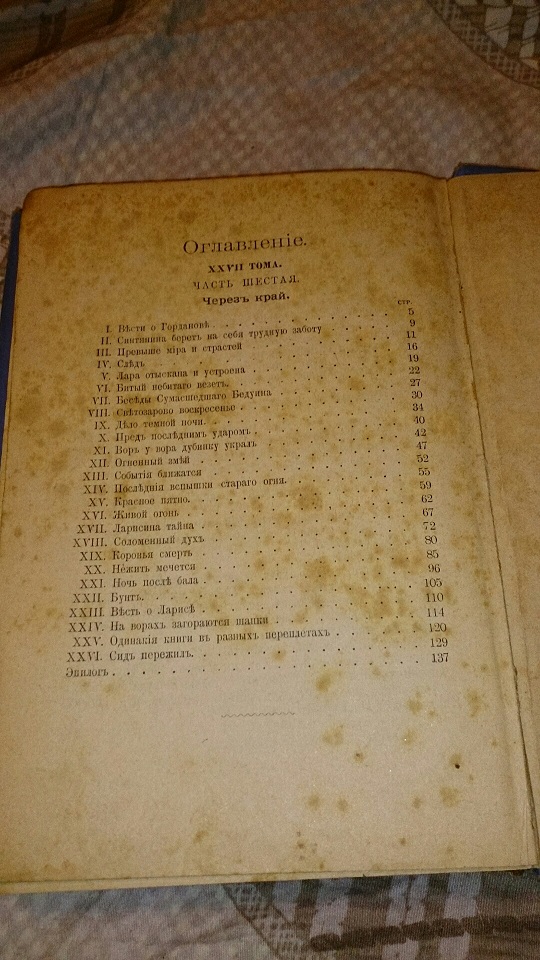 Оглавленіе.
XXVII ТОМА.
ЧАСТЬ ШЕСТАЯ.
Черезъ край.
СТР.
I. Вѣсти о Гордановѣ . . . 5
II. Синтянина беретъ на себя трудную заботу 9
III. Превыше міра и страстей . . . 11
IV. Слѣдъ . . . 16
V. Лара отыскана и устроена . . . 19
VI. Битый небитаго везетъ. . . . 22
VII. Бесѣды Сумасшедшаго Бедуина . . . 27
VIII. Свѣтозарово воскресенье . . . 30
IX. Дѣло темной ночи. . . . 34
X. Предъ послѣднимъ ударомъ . . . 40
XI. Воръ у вора дубинку укралъ . . . 42
XII. Огненный змѣй . . . 47
XIII. Событія ближатся . . . 52
XIV. Послѣднія вспышки стараго огня. . . . 55
XV. Красное пятно. . . . 59
XVI. Живой огонь . . . 62
XVII. Ларисина тайна . . . 67
XVIII. Соломенный духъ . . . 72
XIX. Коровья смерть . . . 80
XX. Нежить мечется . . . 85
XXI. Ночь послѣ бала . . . 96
XXII. Бунтъ. . . . 105
XXIII. Вѣсть о Ларисѣ . . . 110
XXIV. На ворахъ загораются шапки . . . 114
XXV. Одинакія книги въ разныхъ переплетахъ . . . 120
XXVI. Сидъ пережилъ. . . . 129
Эпилогъ . . . 137